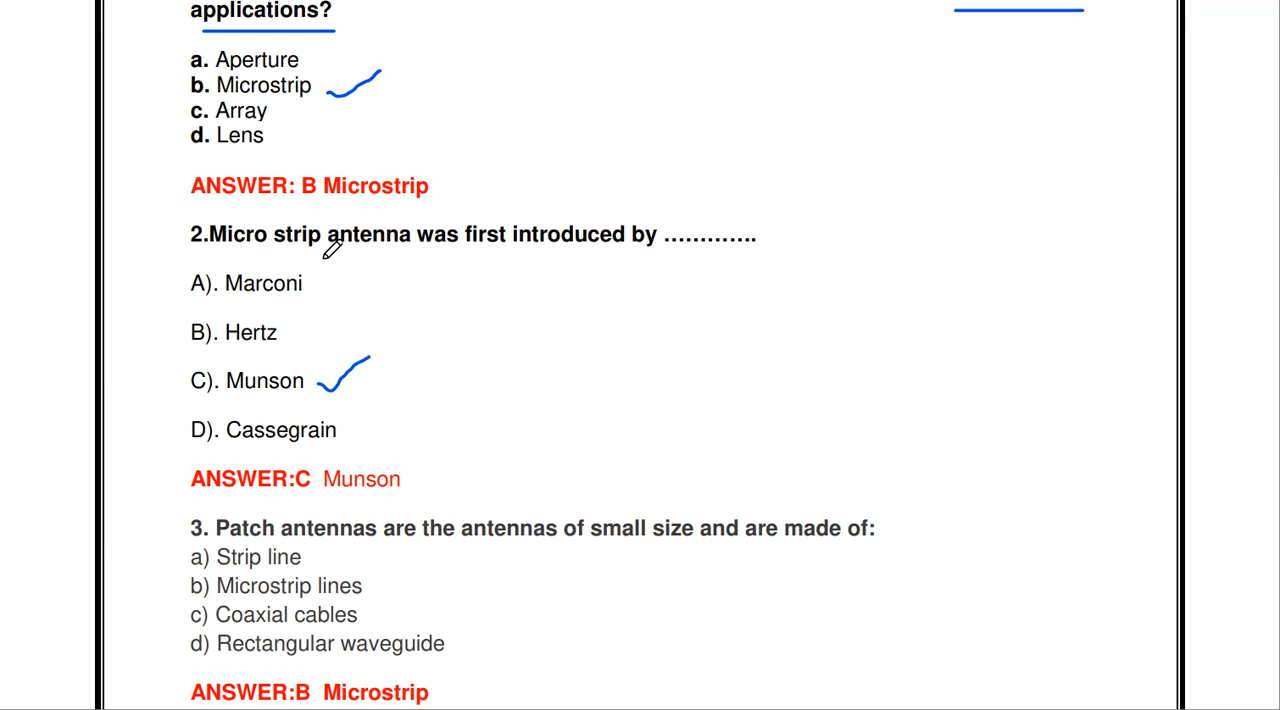 applications?
a. Aperture
b. Microstrip
c. Array
d. Lens
ANSWER: B Microstrip
2.Micro strip antenna was first introduced by .............
A). Marconi
B). Hertz
C). Munson
D). Cassegrain
ANSWER:C Munson
3. Patch antennas are the antennas of small size and are made of:
a) Strip line
b) Microstrip lines
c) Coaxial cables
d) Rectangular waveguide
ANSWER:B Microstrip